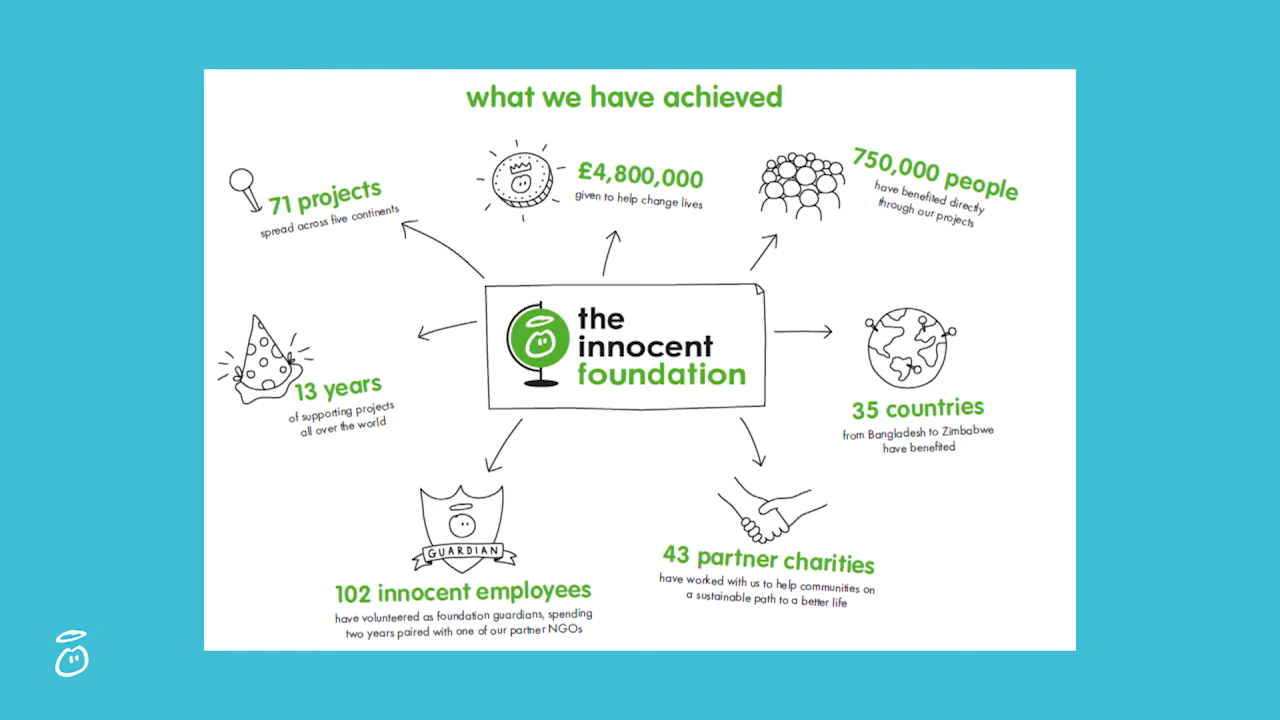 what we have achieved
71 projects
spread across five continents
£4,800,000
given to help change lives
750,000 people
have benefited directly
through our projects
the
innocent
foundation
13 years
of supporting projects
all over the world
35 countries
from Bangladesh to Zimbabwe
have benefited
GUARDIAN
102 innocent employees
have volunteered as foundation guardians, spending
two years paired with one of our partner NGOs
43 partner charities
have worked with us to help communities on
a sustainable path to a better life